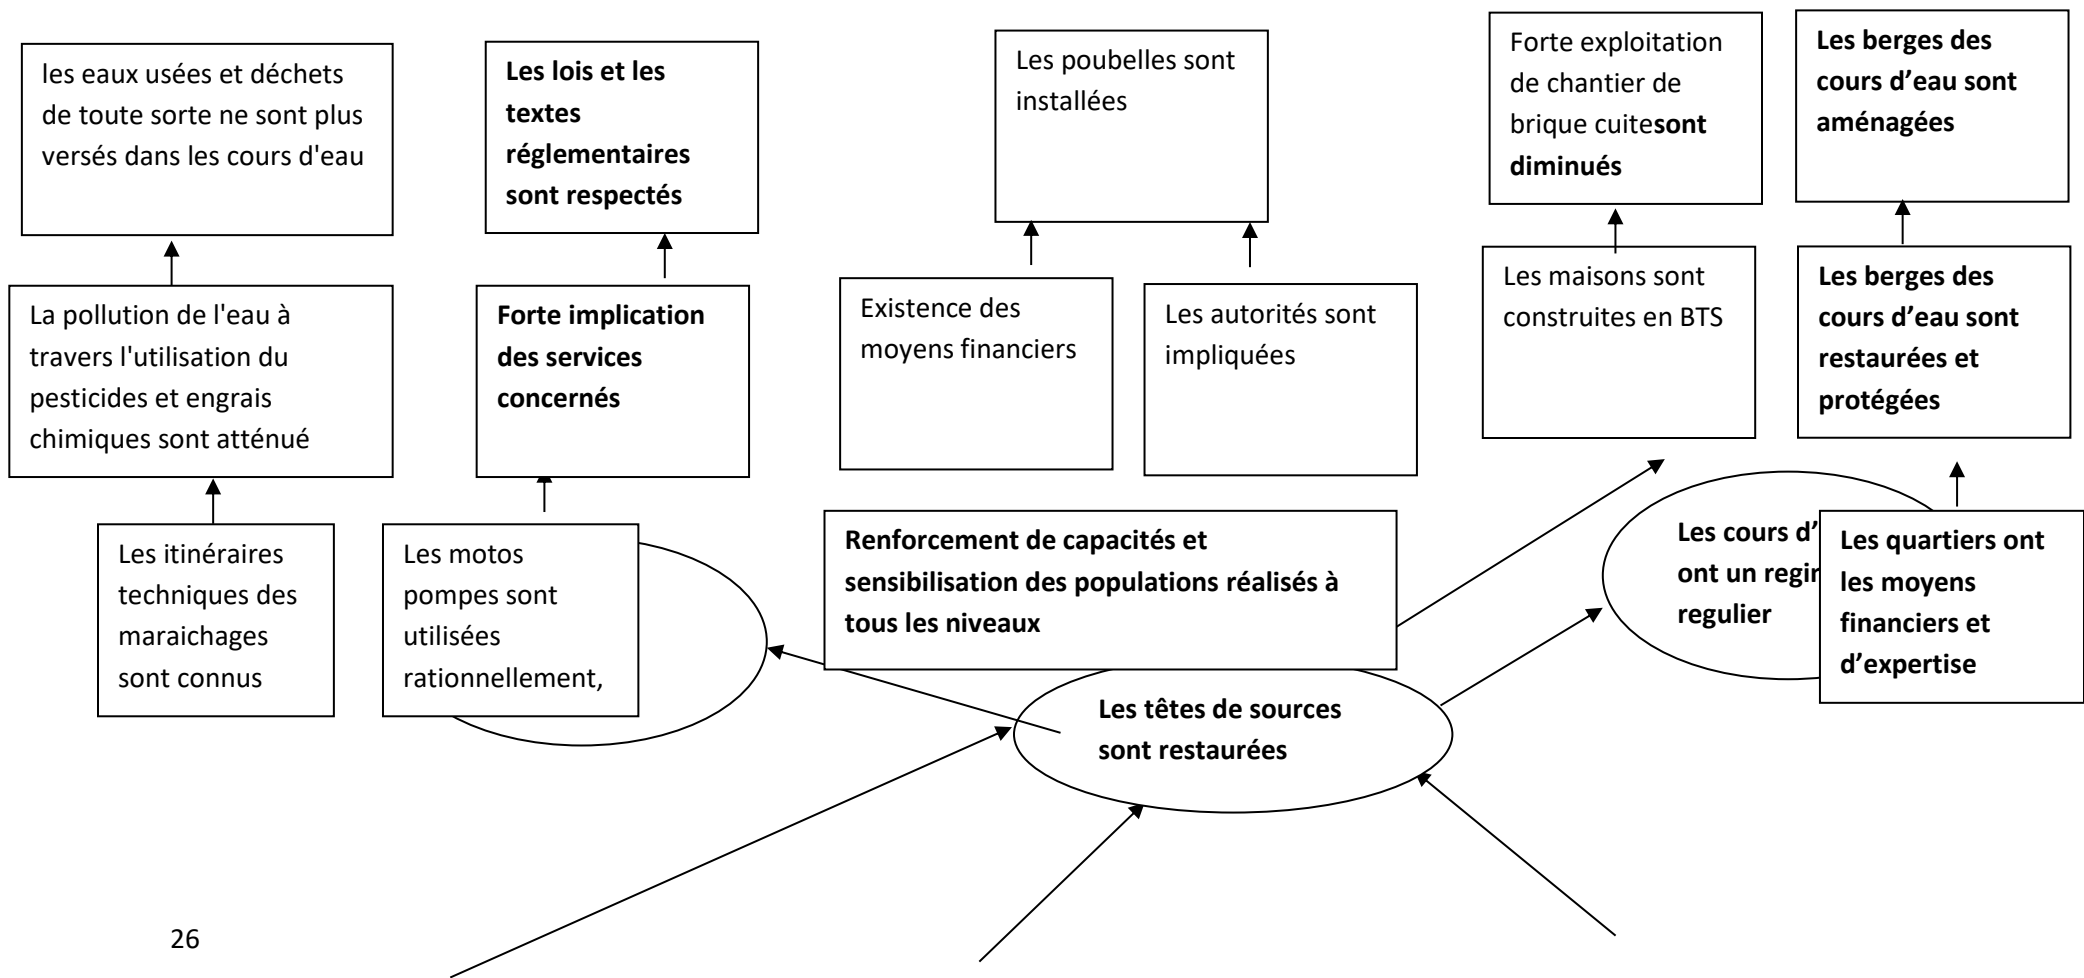 les eaux usées et déchets
de toute sorte ne sont plus
versés dans les cours d'eau
Les lois et les
textes
réglementaires
sont respectés
Les poubelles sont
installées
Forte exploitation
de chantier de
brique cuitesont
diminués
Les berges des
cours d’eau sont
aménagées
La pollution de l'eau à
travers l'utilisation du
pesticides et engrais
chimiques sont atténué
Forte implication
des services
concernés
Existence des
moyens financiers
Les autorités sont
impliquées
Les maisons sont
construites en BTS
Les berges des
cours d’eau sont
restaurées et
protégées
Les itinéraires
techniques des
maraichages
sont connus
Les motos
pompes sont
utilisées
rationnellement,
Renforcement de capacités et
sensibilisation des populations réalisés à
tous les niveaux
Les cours d’
ont un
regulier
Les quartiers ont
les moyens
financiers et
d’expertise
Les têtes de sources
sont restaurées
26